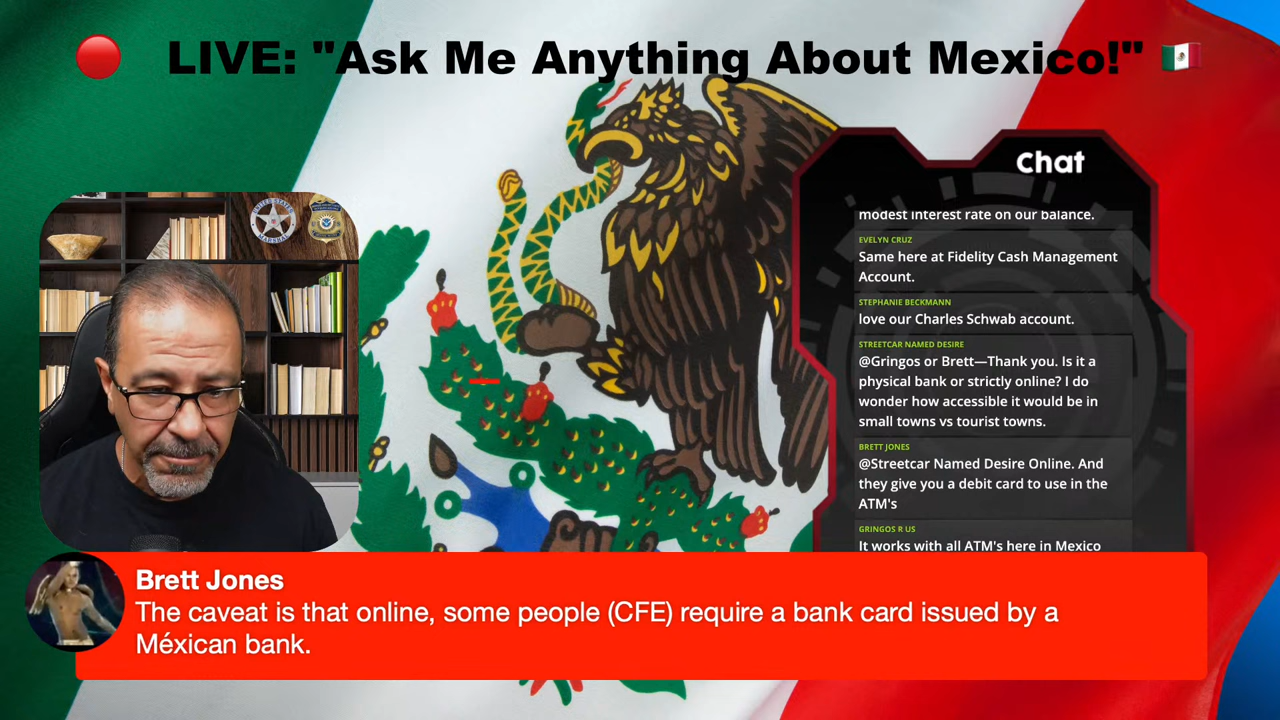 LIVE: "Ask Me Anything About Mexico!"
Chat
modest interest rate on our balance.
EVELYN CRUZ
Same here at Fidelity Cash Management
Account.
STEPHANIE BECKMANN
love our Charles Schwab account.
STREETCAR NAMED DESIRE
@Gringos or Brett—Thank you. Is it a
physical bank or strictly online? I do
wonder how accessible it would be in
small towns vs tourist towns.
BRETT JONES
@Streetcar Named Desire Online. And
they give you a debit card to use in the
ATM's
GRINGOS R US
It works with all ATM's here in Mexico
UNITED STATES
MARSHAL
Brett Jones
The caveat is that online, some people (CFE) require a bank card issued by a
Méxican bank.